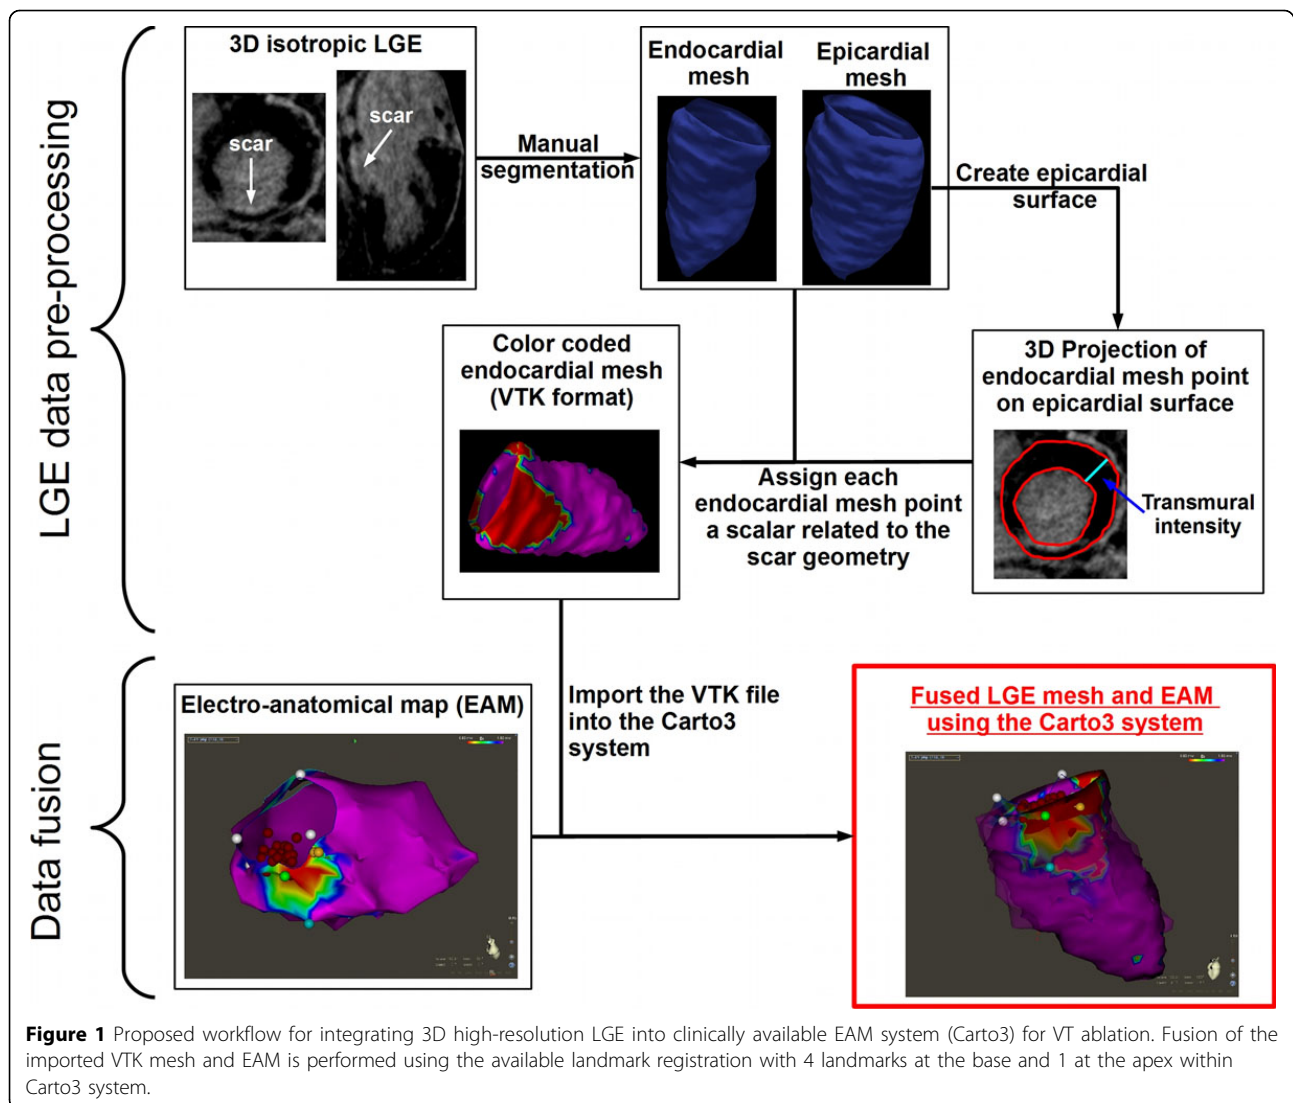 LGE data pre-processing
3D isotropic LGE
scar
scar
Manual
segmentation
Endocardial
mesh
Epicardial
mesh
Create epicardial
surface
3D Projection of
endocardial mesh point
on epicardial surface
Transmural
intensity
Assign each
endocardial mesh point
a scalar related to the
scar geometry
Color coded
endocardial mesh
(VTK format)
Data fusion
Import the VTK file
into the Carto3
system
Electro-anatomical map (EAM)
Fused LGE mesh and EAM
using the Carto3 system
Figure 1 Proposed workflow for integrating 3D high-resolution LGE into clinically available EAM system (Carto3) for VT ablation. Fusion of the
imported VTK mesh and EAM is performed using the available landmark registration with 4 landmarks at the base and 1 at the apex within
Carto3 system.